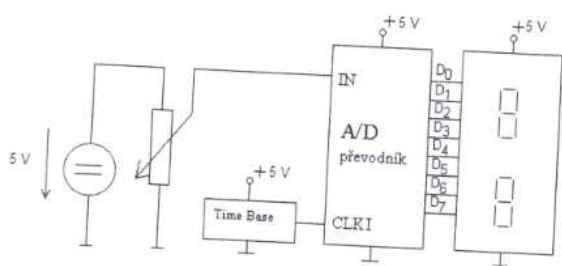 +5 V
+5 V
5 V
IN
A/D
převodník
D0
D1
D2
D3
D4
D5
D6
D7
+5 V
Time Base
CLKI